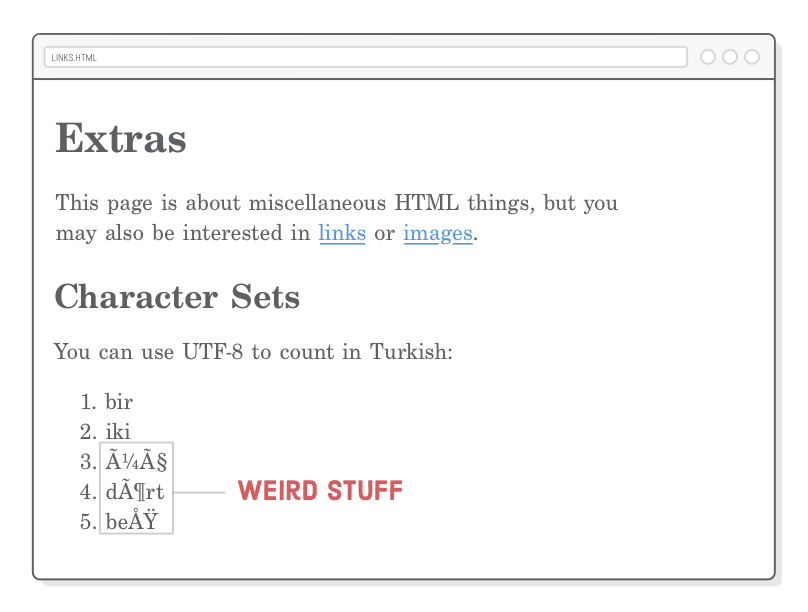 LINKS.HTML
Extras
This page is about miscellaneous HTML things, but you
may also be interested in links or images.
Character Sets
You can use UTF-8 to count in Turkish:
1. bir
2. iki
3. Ã¼Ã§
4. dÃ¶rt
5. beÅŸ
WEIRD STUFF